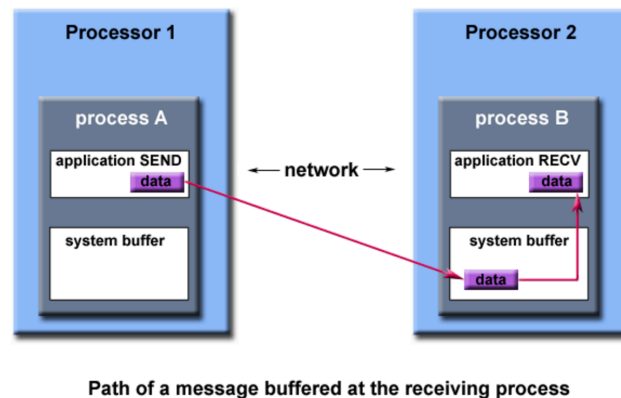 Processor 1
process A
application SEND
data
system buffer
network
Processor 2
process B
application RECV
data
system buffer
data
Path of a message buffered at the receiving process